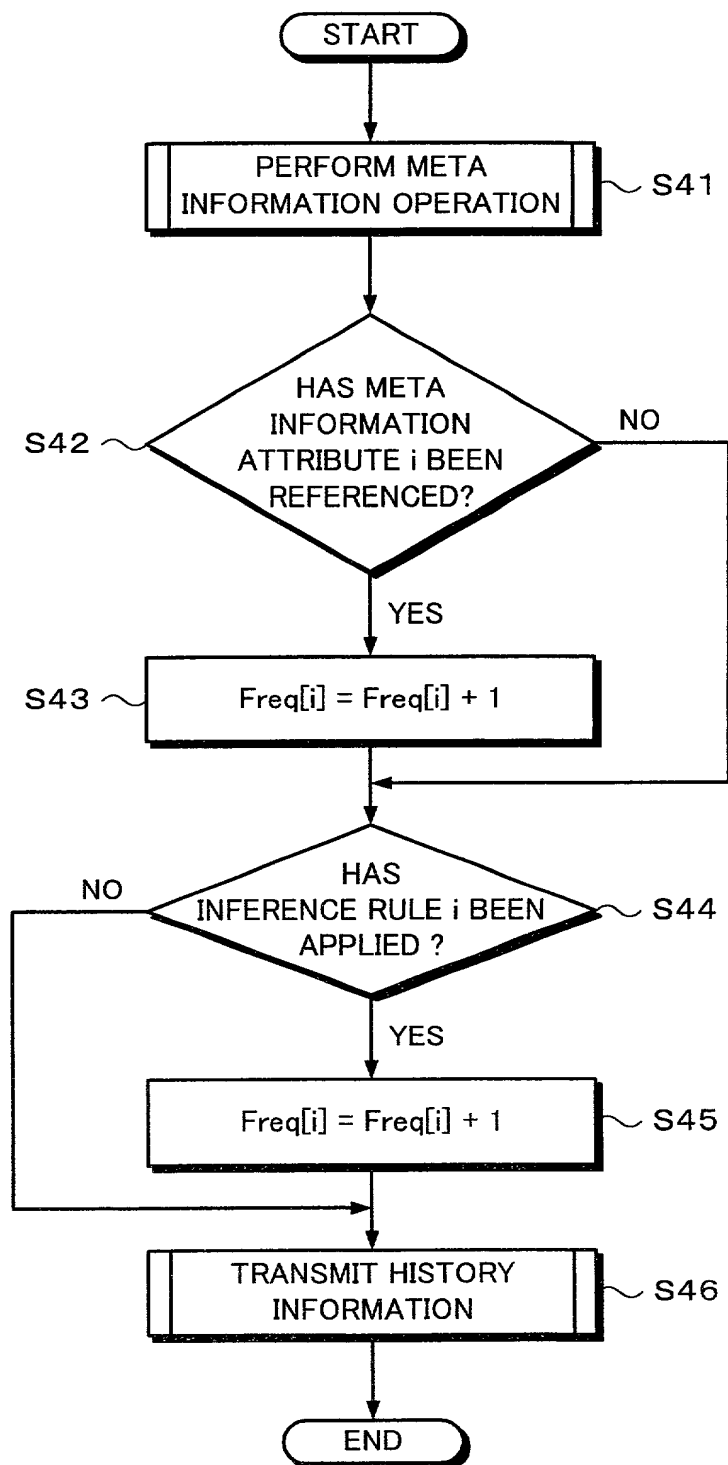 START
PERFORM META
INFORMATION OPERATION
S41
HAS META
INFORMATION
ATTRIBUTE i BEEN
REFERENCED?
S42
NO
YES
S43
Freq[i] = Freq[i] + 1
HAS
INFERENCE RULE i BEEN
APPLIED ?
NO
S44
YES
Freq[i] = Freq[i] + 1
S45
TRANSMIT HISTORY
INFORMATION
S46
END